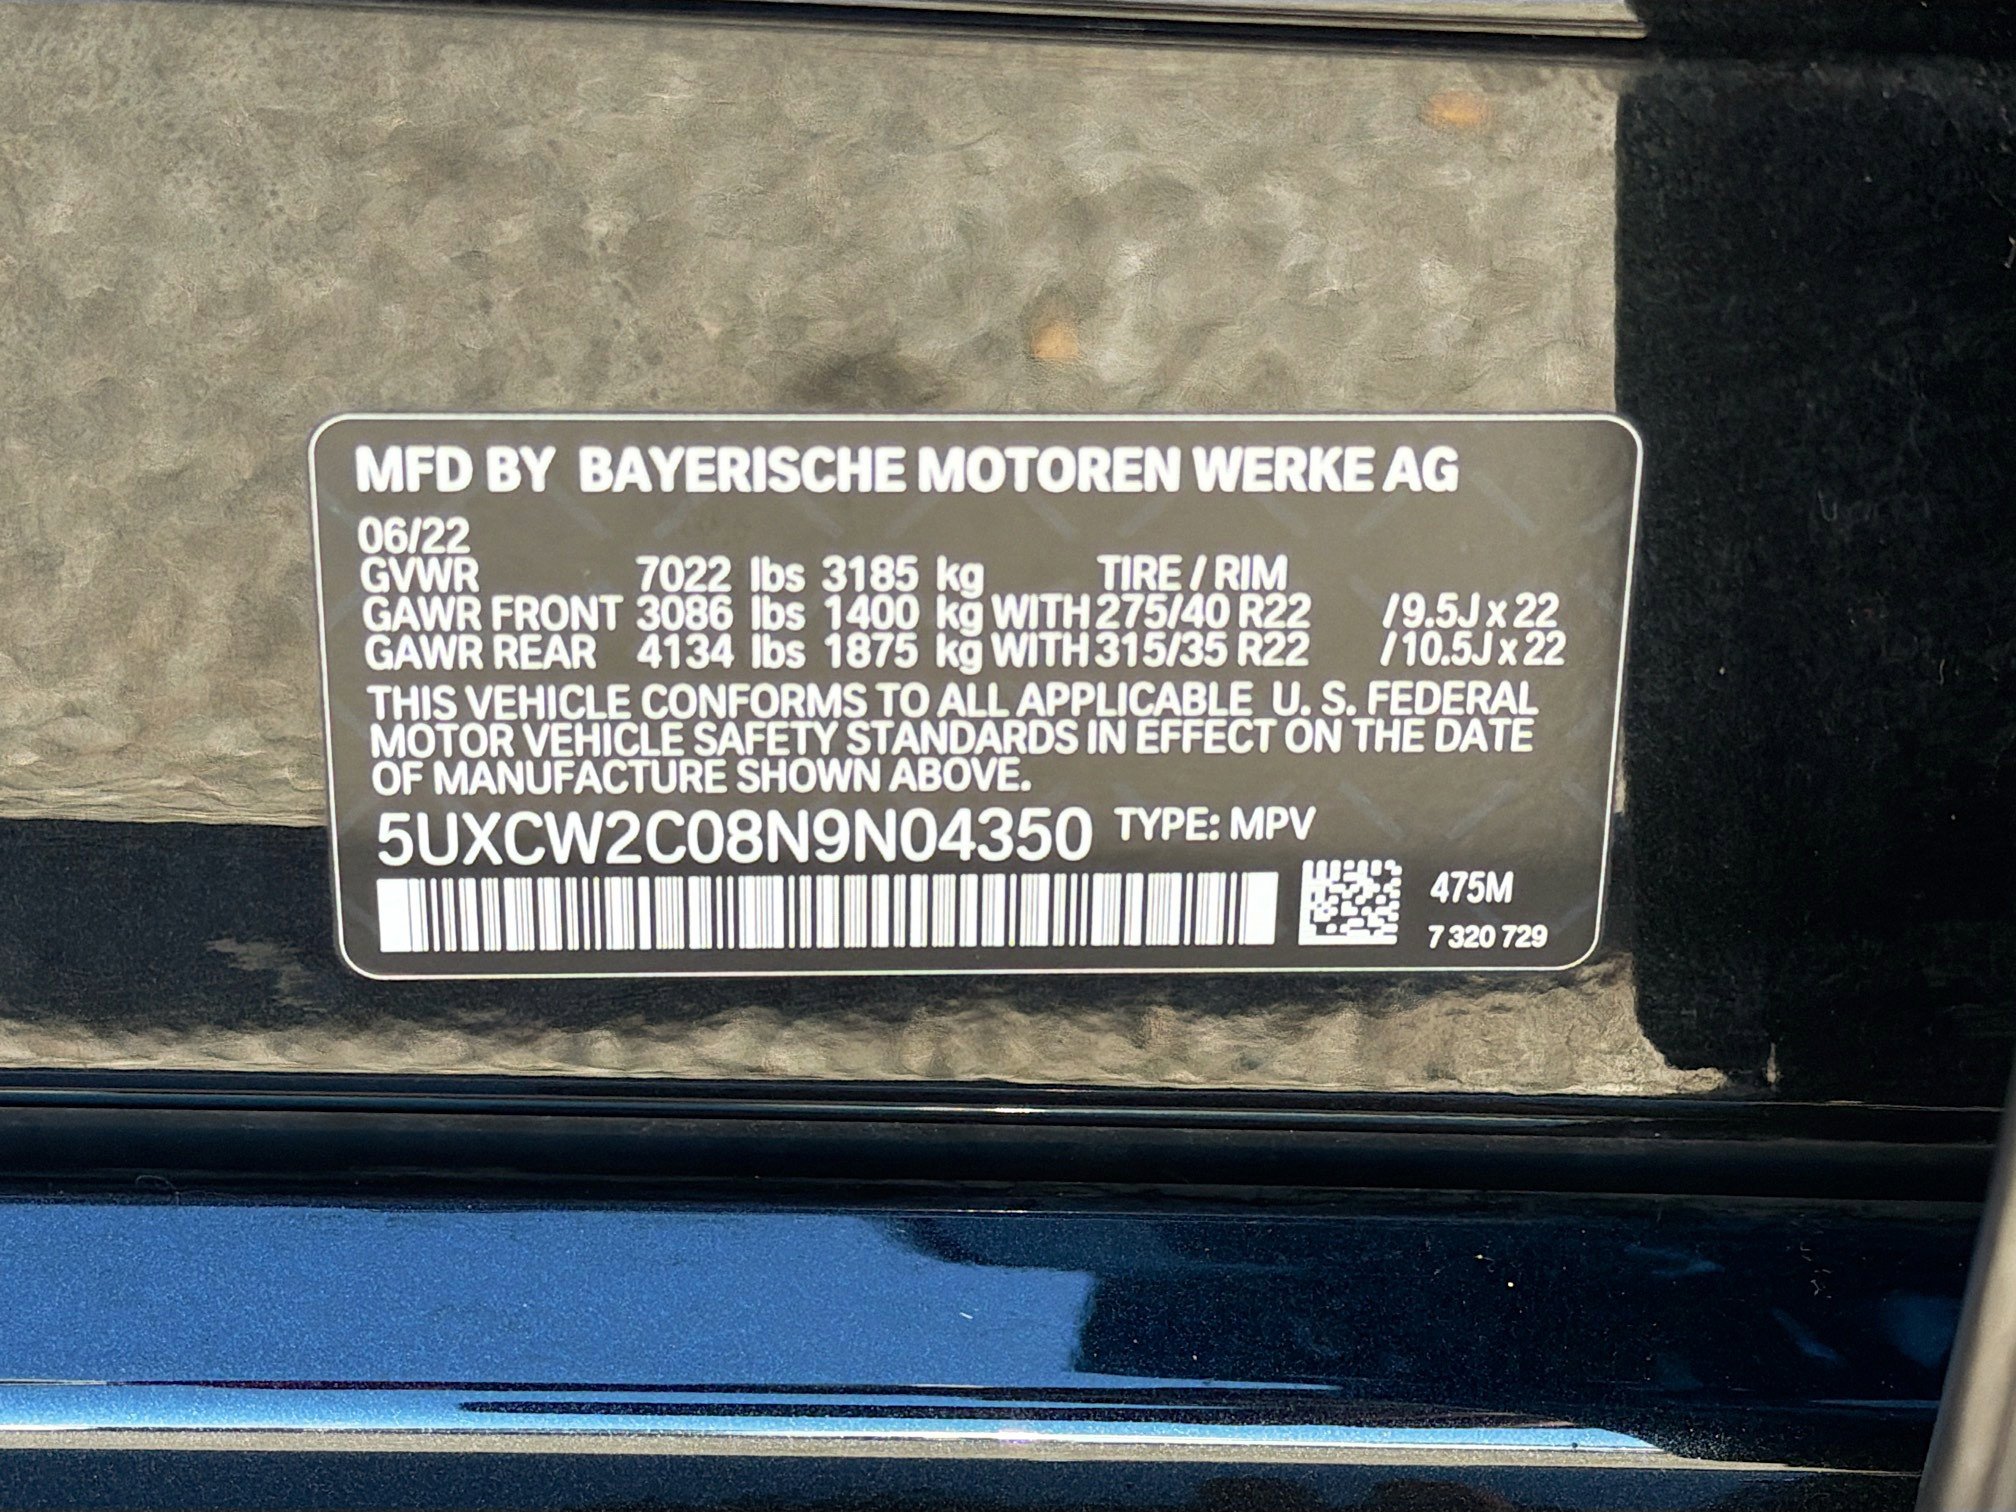 MFD BY BAYERISCHE MOTOREN WERKE AG
06/22
GVWR 7022 lbs 3185 kg TIRE / RIM
GAWR FRONT 3086 lbs 1400 kg WITH 275/40 R22 /9.5J x 22
GAWR REAR 4134 lbs 1875 kg WITH 315/35 R22 /10.5J x 22
THIS VEHICLE CONFORMS TO ALL APPLICABLE U. S. FEDERAL
MOTOR VEHICLE SAFETY STANDARDS IN EFFECT ON THE DATE
OF MANUFACTURE SHOWN ABOVE.
5UXCW2C08N9N04350 TYPE: MPV
475M
7 320 729